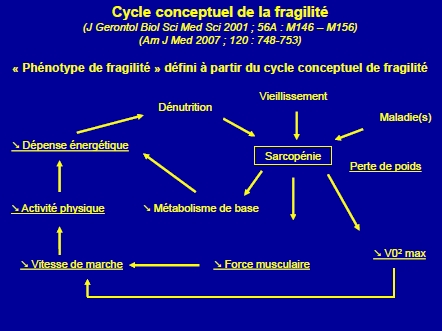 Cycle conceptuel de la fragilité
(J Gerontol Biol Sci Med Sci 2001 ; 56A : M146 – M156)
(Am J Med 2007 ; 120 : 748-753)
« Phénotype de fragilité » défini à partir du cycle conceptuel de fragilité
Vieillissement
Dénutrition
Maladie(s)
↘ Dépense énergétique
Sarcopénie
Perte de poids
↘ Activité physique
↘ Métabolisme de base
↘ V0² max
↘ Vitesse de marche
↘ Force musculaire